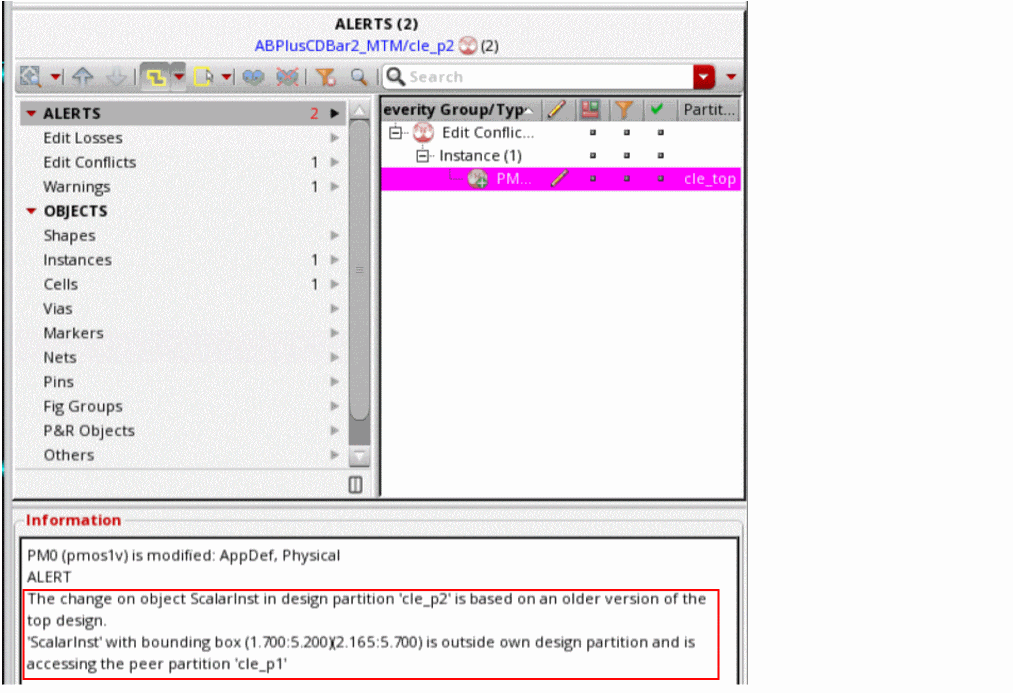 ALERTS (2)
ABPlusCDBar2_MTM/cle_p2 (2)
Search
ALERTS 2
Edit Losses
Edit Conflicts 1
Warnings 1
OBJECTS
Shapes
Instances 1
Cells 1
Vias
Markers
Nets
Pins
Fig Groups
P&R Objects
Others
everity Group/Typ Partit...
Edit Conflic...
Instance (1)
PM... cle_top
Information
PM0 (pmos1v) is modified: AppDef, Physical
ALERT
The change on object ScalarInst in design partition 'cle_p2' is based on an older version of the
top design.
'ScalarInst' with bounding box (1.700:5.200)(2.165:5.700) is outside own design partition and is
accessing the peer partition 'cle_p1'